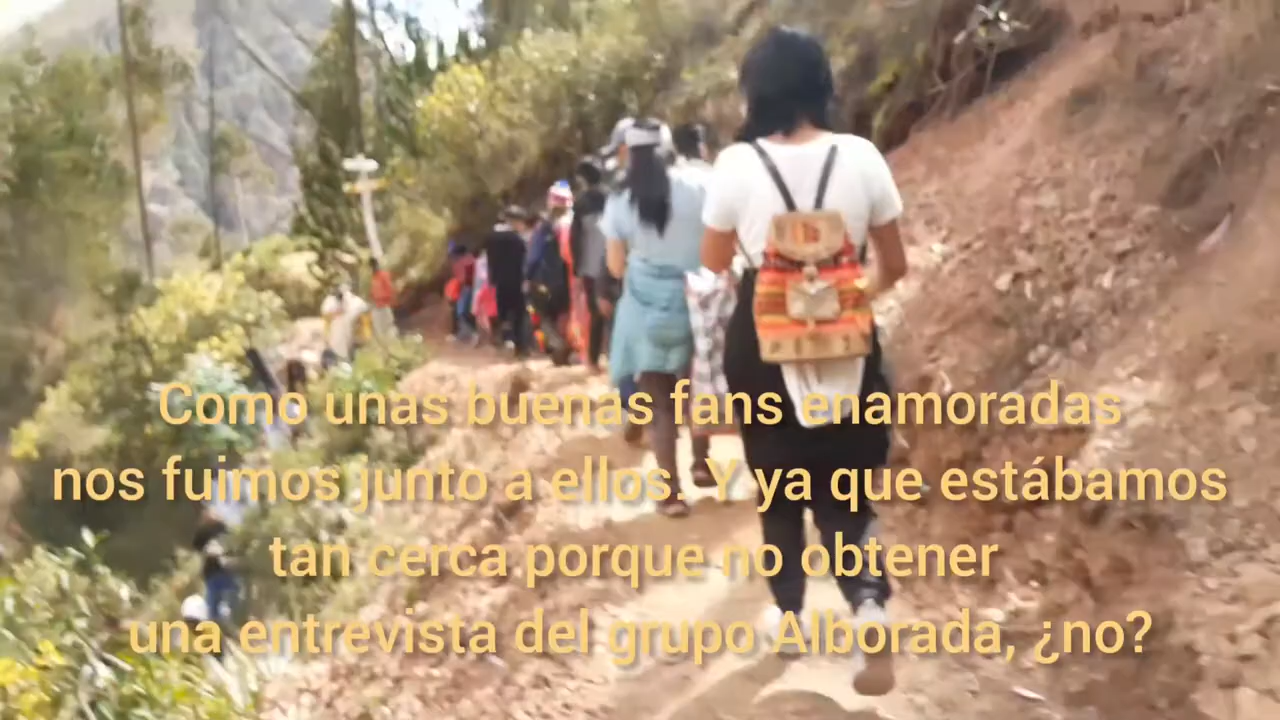 Como unas buenas fans enamoradas
nos fuimos junto a ellos. Y ya que estábamos
tan cerca porque no obtener
una entrevista del grupo Alborada, ¿no?